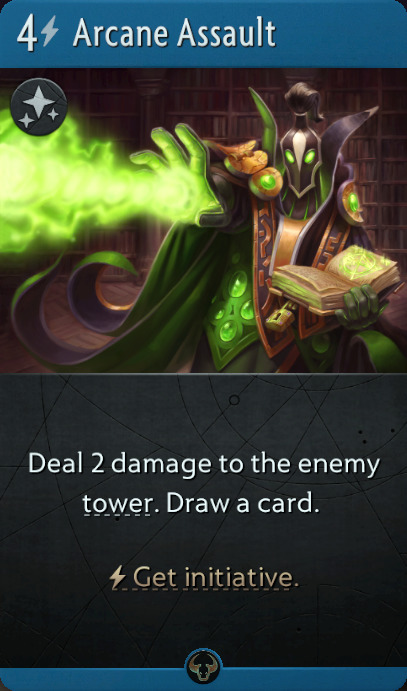 4 Arcane Assault
Deal 2 damage to the enemy
tower. Draw a card.
Get initiative.